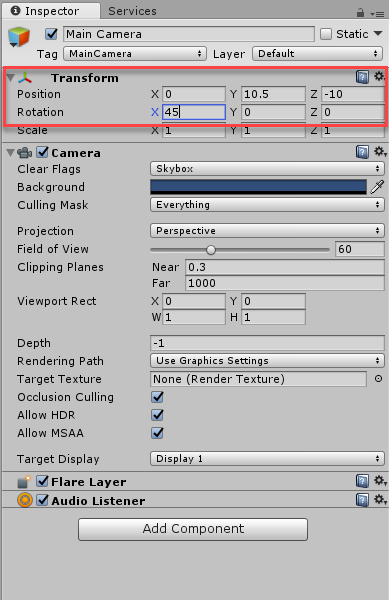 Inspector Services
Main Camera Static
Tag MainCamera Layer Default
Transform
Position X 0 Y 10.5 Z -10
Rotation X 45 Y 0 Z 0
Scale X 1 Y 1 Z 1
Camera
Clear Flags Skybox
Background
Culling Mask Everything
Projection Perspective
Field of View 60
Clipping Planes Near 0.3
Far 1000
Viewport Rect X 0 Y 0
W 1 H 1
Depth -1
Rendering Path Use Graphics Settings
Target Texture None (Render Texture)
Occlusion Culling
Allow HDR
Allow MSAA
Target Display Display 1
Flare Layer
Audio Listener
Add Component